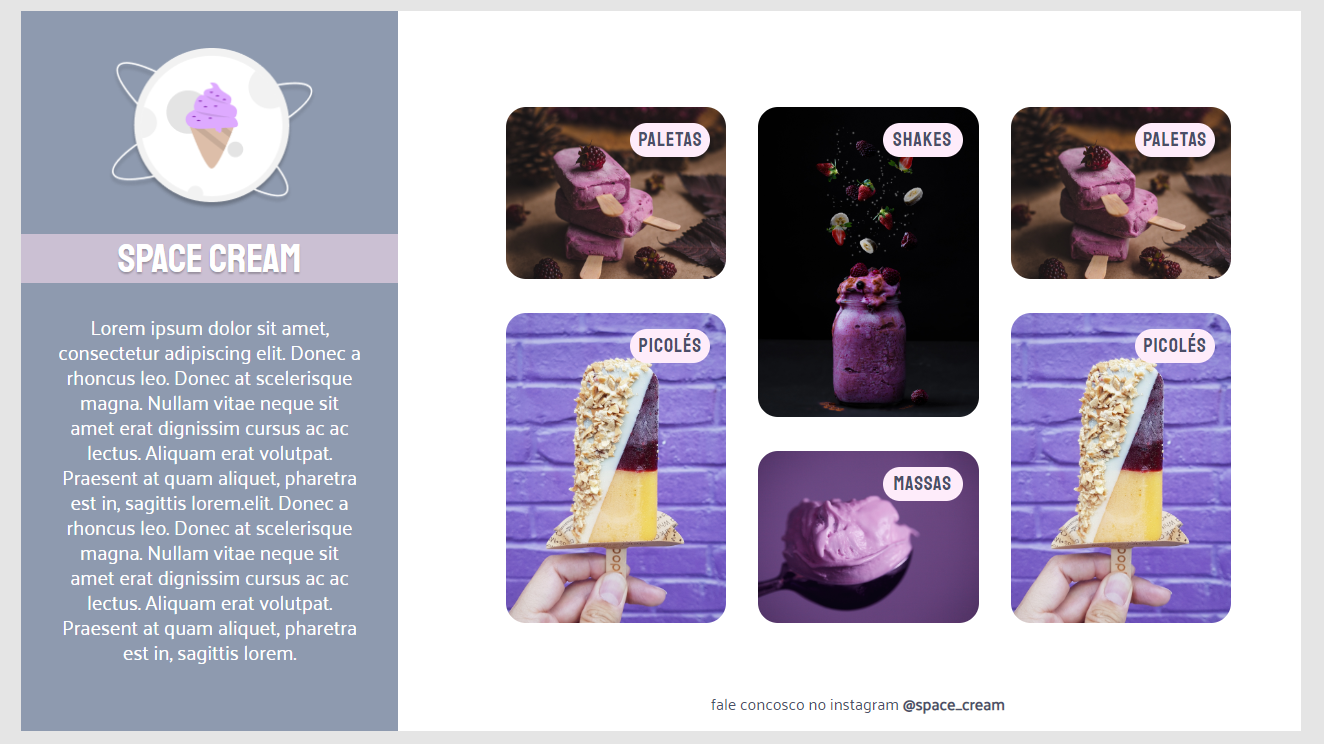 SPACE CREAM
Lorem ipsum dolor sit amet,
consectetur adipiscing elit. Donec a
rhoncus leo. Donec at scelerisque
magna. Nullam vitae neque sit
amet erat dignissim cursus ac ac
lectus. Aliquam erat volutpat.
Praesent at quam aliquet, pharetra
est in, sagittis lorem.elit. Donec a
rhoncus leo. Donec at scelerisque
magna. Nullam vitae neque sit
amet erat dignissim cursus ac ac
lectus. Aliquam erat volutpat.
Praesent at quam aliquet, pharetra
est in, sagittis lorem.
PALETAS
SHAKES
PALETAS
PICOLÉS
PICOLÉS
MASSAS
fale concosco no instagram @space_cream